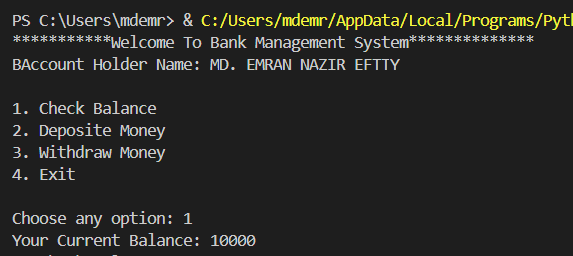 PS C:\Users\mdemr> & C:/Users/mdemr/AppData/Local/Programs/Pyt
***********Welcome To Bank Management System**************
BAccount Holder Name: MD. EMRAN NAZIR EFTTY
1. Check Balance
2. Deposite Money
3. Withdraw Money
4. Exit
Choose any option: 1
Your Current Balance: 10000